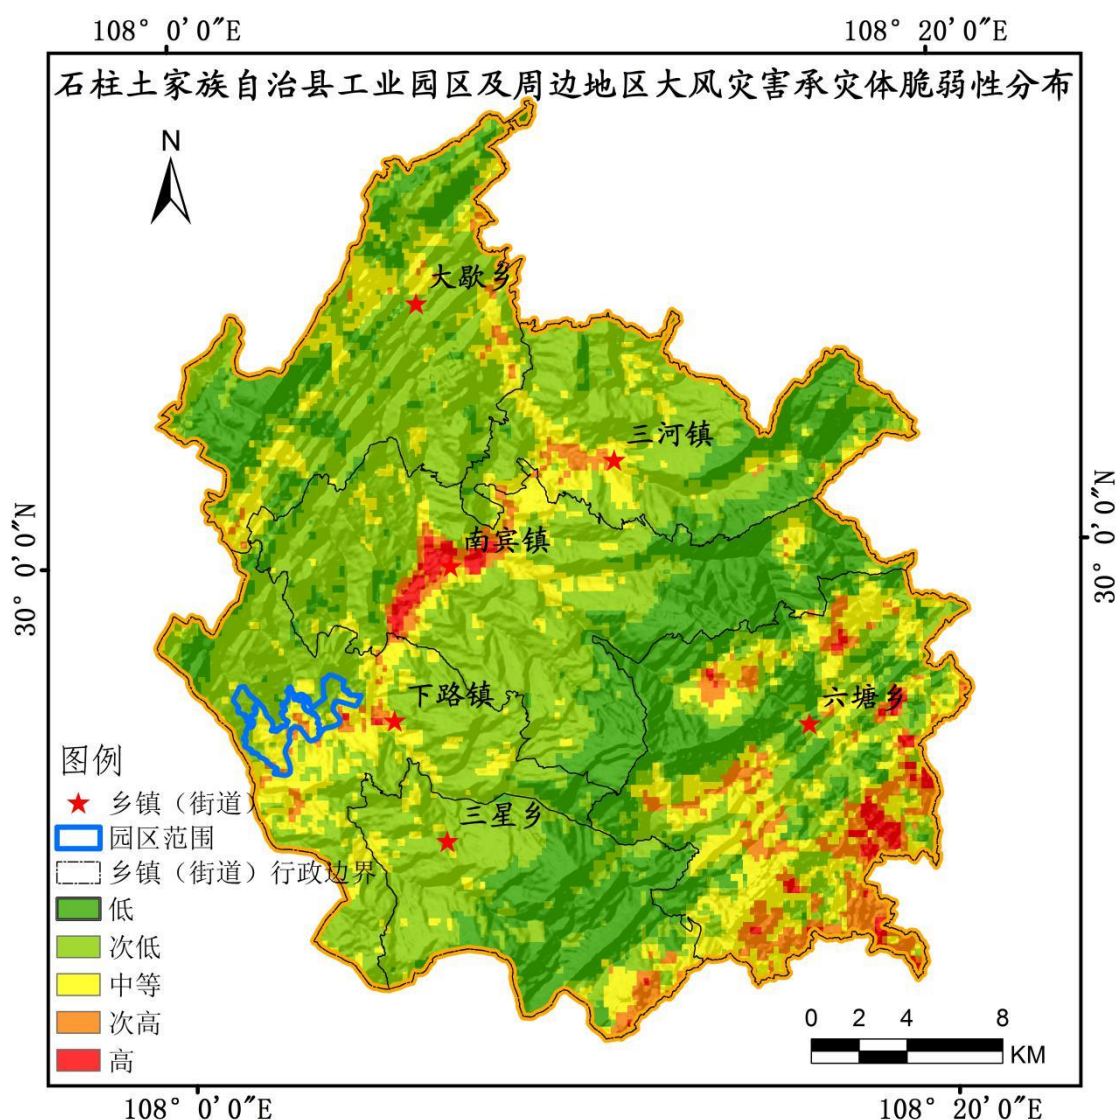 108° 0'0"E
108° 20'0"E
石柱土家族自治县工业园区及周边地区大风灾害承灾体脆弱性分布
N
大歇乡
三河镇
30° 0'0"N
南宾镇
30° 0'0"N
下路镇
六塘乡
三星乡
图例
乡镇（街道）
园区范围
乡镇（街道）行政边界
低
次低
中等
次高
高
0 2 4 8
KM
108° 0'0"E
108° 20'0"E